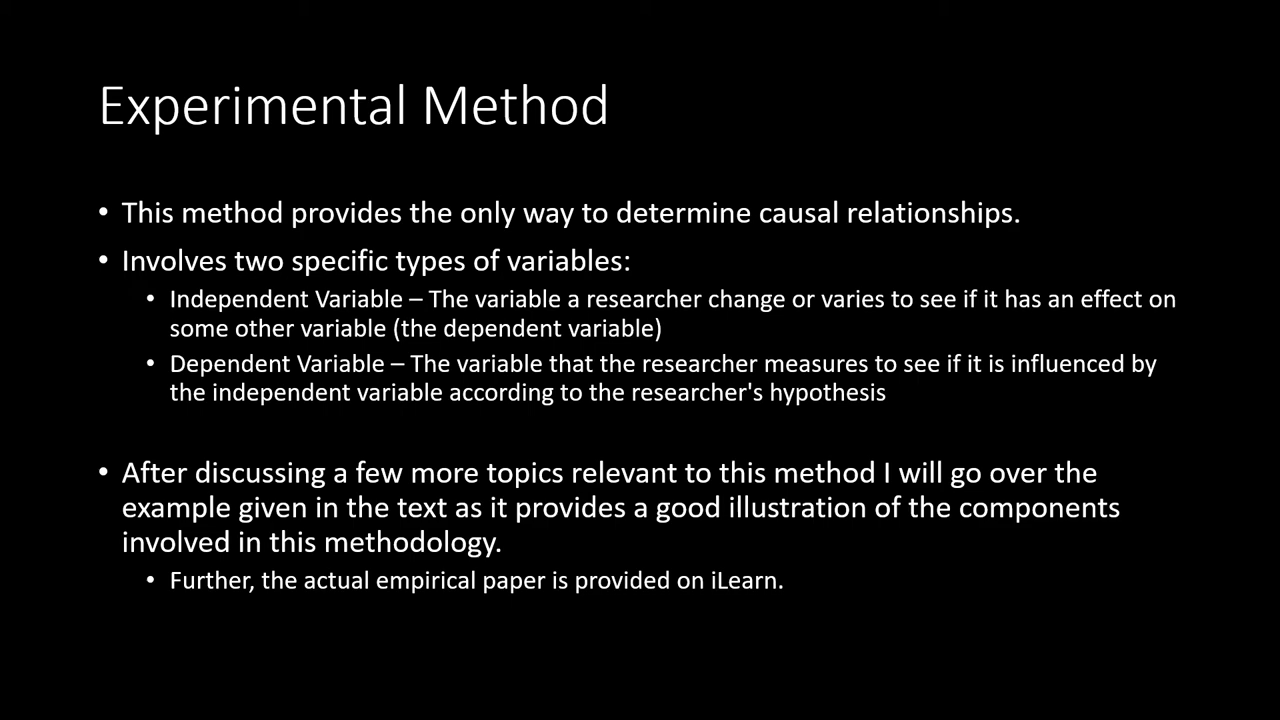 Experimental Method
• This method provides the only way to determine causal relationships.
• Involves two specific types of variables:
• Independent Variable – The variable a researcher change or varies to see if it has an effect on
some other variable (the dependent variable)
• Dependent Variable – The variable that the researcher measures to see if it is influenced by
the independent variable according to the researcher's hypothesis
• After discussing a few more topics relevant to this method I will go over the
example given in the text as it provides a good illustration of the components
involved in this methodology.
• Further, the actual empirical paper is provided on iLearn.